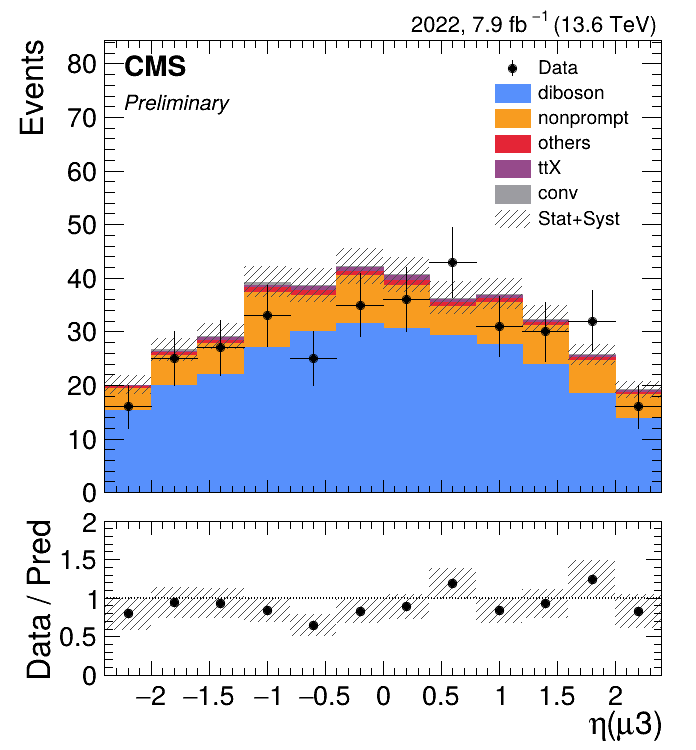 2022, 7.9 fb⁻¹ (13.6 TeV)
CMS
Preliminary
Events
80
70
60
50
40
30
20
10
0
Data
diboson
nonprompt
others
ttX
conv
Stat+Syst
Data / Pred
2
1.5
1
0.5
0
−2 −1.5 −1 −0.5 0 0.5 1 1.5 2
η(μ3)